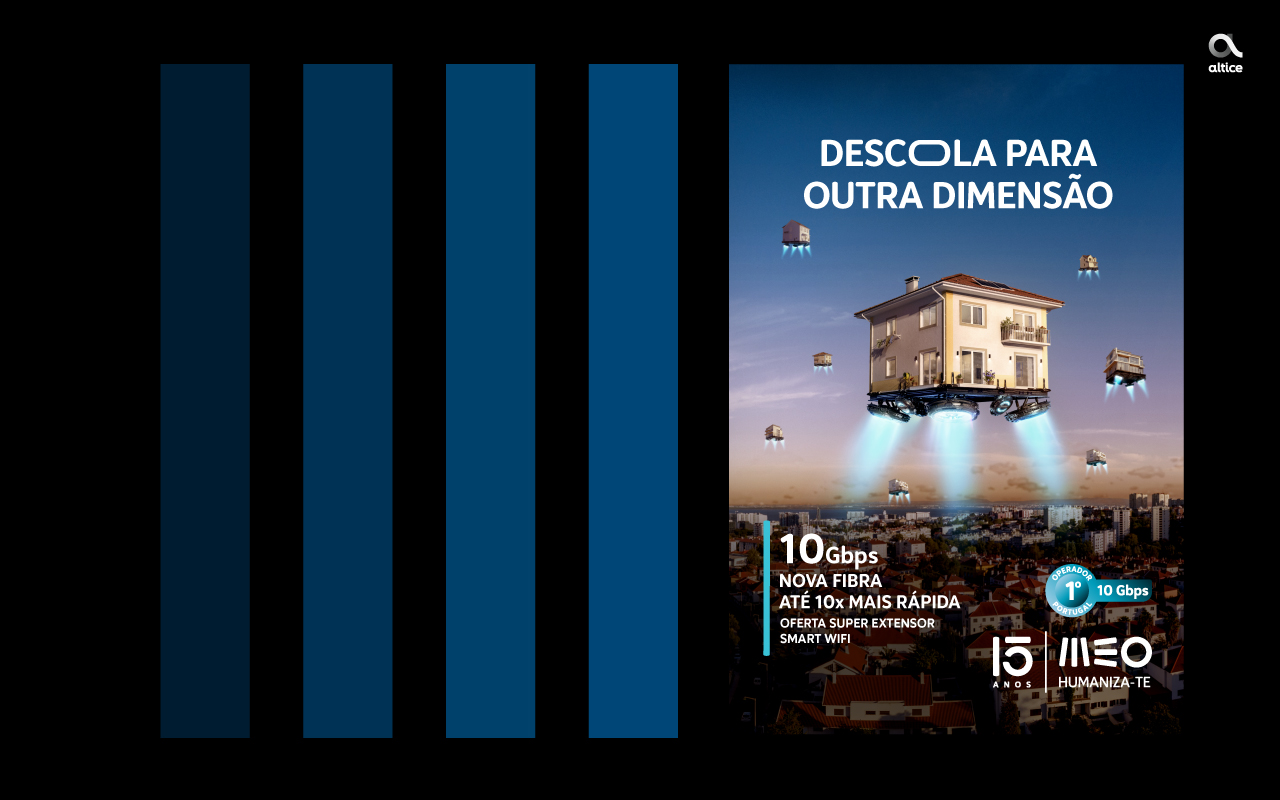 altice
DESCOLA PARA
OUTRA DIMENSÃO
10Gbps
NOVA FIBRA
ATÉ 10x MAIS RÁPIDA
OFERTA SUPER EXTENSOR
SMART WIFI
OPERADOR
1º
PORTUGAL
10 Gbps
15
ANOS
MEO
HUMANIZA-TE